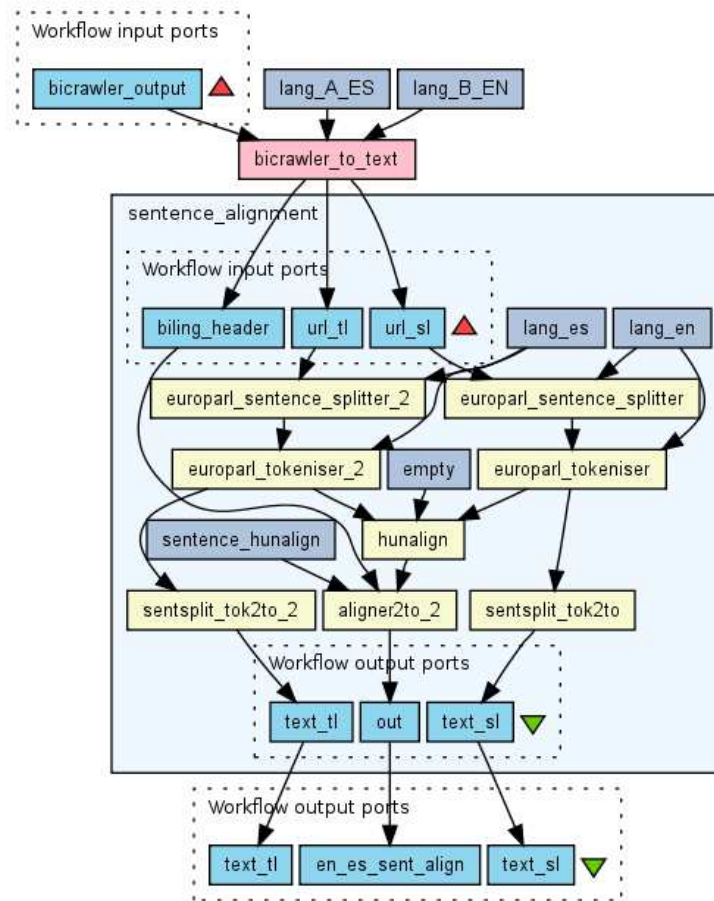 Workflow input ports
bicrawler_output
lang_A_ES
lang_B_EN
bicrawler_to_text
sentence_alignment
Workflow input ports
biling_header
url_tl
url_sl
lang_es
lang_en
europarl_sentence_splitter_2
europarl_sentence_splitter
europarl_tokeniser_2
empty
europarl_tokeniser
sentence_hunalign
hunalign
sentsplit_tok2to_2
aligner2to_2
sentsplit_tok2to
Workflow output ports
text_tl
out
text_sl
Workflow output ports
text_tl
en_es_sent_align
text_sl